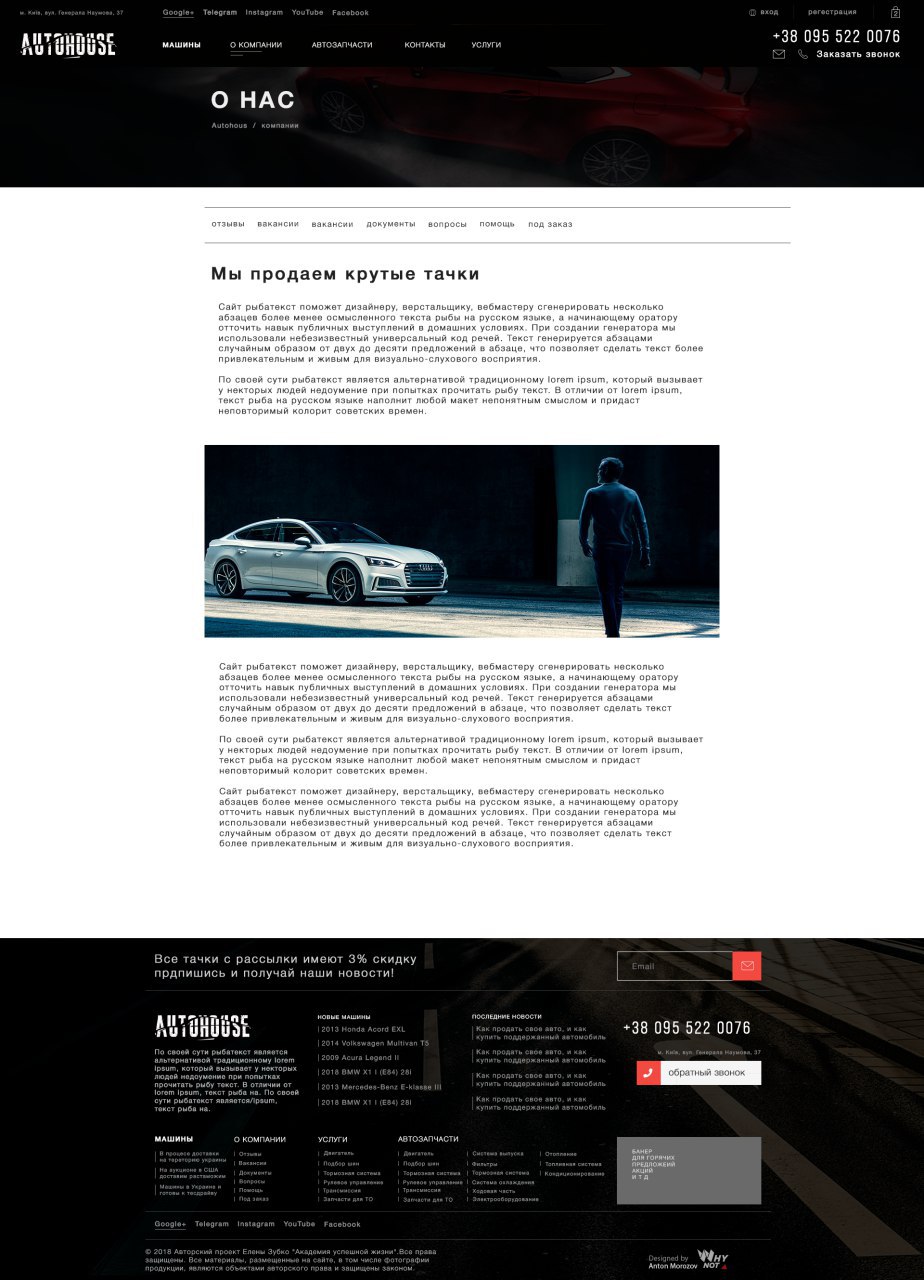 м. Київ, вул. Генерала Наумова, 37
Google+ Telegram Instagram YouTube Facebook
вход регестрация 2
AUTOHOUSE
МАШИНЫ О КОМПАНИИ АВТОЗАПЧАСТИ КОНТАКТЫ УСЛУГИ
+38 095 522 0076
Заказать звонок
О НАС
Autohous / компании
отзывы вакансии вакансии документы вопросы помощь под заказ
Мы продаем крутые тачки
Сайт рыбатекст поможет дизайнеру, верстальщику, вебмастеру сгенерировать несколько
абзацев более менее осмысленного текста рыбы на русском языке, а начинающему оратору
отточить навык публичных выступлений в домашних условиях. При создании генератора мы
использовали небезизвестный универсальный код речей. Текст генерируется абзацами
случайным образом от двух до десяти предложений в абзаце, что позволяет сделать текст более
привлекательным и живым для визуально-слухового восприятия.
По своей сути рыбатекст является альтернативой традиционному lorem ipsum, который вызывает
у некторых людей недоумение при попытках прочитать рыбу текст. В отличии от lorem ipsum,
текст рыба на русском языке наполнит любой макет непонятным смыслом и придаст
неповторимый колорит советских времен.
Сайт рыбатекст поможет дизайнеру, верстальщику, вебмастеру сгенерировать несколько
абзацев более менее осмысленного текста рыбы на русском языке, а начинающему оратору
отточить навык публичных выступлений в домашних условиях. При создании генератора мы
использовали небезизвестный универсальный код речей. Текст генерируется абзацами
случайным образом от двух до десяти предложений в абзаце, что позволяет сделать текст
более привлекательным и живым для визуально-слухового восприятия.
По своей сути рыбатекст является альтернативой традиционному lorem ipsum, который вызывает
у некторых людей недоумение при попытках прочитать рыбу текст. В отличии от lorem ipsum,
текст рыба на русском языке наполнит любой макет непонятным смыслом и придаст
неповторимый колорит советских времен.
Сайт рыбатекст поможет дизайнеру, верстальщику, вебмастеру сгенерировать несколько
абзацев более менее осмысленного текста рыбы на русском языке, а начинающему оратору
отточить навык публичных выступлений в домашних условиях. При создании генератора мы
использовали небезизвестный универсальный код речей. Текст генерируется абзацами
случайным образом от двух до десяти предложений в абзаце, что позволяет сделать текст
более привлекательным и живым для визуально-слухового восприятия.
Все тачки с рассылки имеют 3% скидку
прдпишись и получай наши новости!
Email
AUTOHOUSE
По своей сути рыбатекст является
альтернативой традиционному lorem
ipsum, который вызывает у некторых
людей недоумение при попытках
прочитать рыбу текст. В отличии от
lorem ipsum, текст рыба на. По своей
сути рыбатекст является/ipsum,
текст рыба на.
НОВЫЕ МАШИНЫ
2013 Honda Acord EXL
2014 Volkswagen Multivan T5
2009 Acura Legend II
2018 BMW X1 I (E84) 28I
2013 Mercedes-Benz E-klasse III
2018 BMW X1 I (E84) 28I
ПОСЛЕДНИЕ НОВОСТИ
Как продать свое авто, и как
купить поддержанный автомобиль
Как продать свое авто, и как
купить поддержанный автомобиль
Как продать свое авто, и как
купить поддержанный автомобиль
Как продать свое авто, и как
купить поддержанный автомобиль
+38 095 522 0076
м. Київ, вул. Генерала Наумова, 37
обратный звонок
МАШИНЫ
В процесе доставки
на тереторию украины
На аукционе в США
доставим растаможим
Машины в Украине и
готовы к тесдрайву
О КОМПАНИИ
Отзывы
Вакансии
Документы
Вопросы
Помощь
Под заказ
УСЛУГИ
Двигатель
Подбор шин
Тормозная система
Рулевое управление
Трансмиссия
Запчасти для ТО
АВТОЗАПЧАСТИ
Двигатель
Подбор шин
Тормозная система
Рулевое управление
Трансмиссия
Запчасти для ТО
Система выпуска
Фильтры
Тормозная система
Система охлаждения
Ходовая часть
Электрооборудование
Отопление
Топливная система
Кондиционирование
БАНЕР
ДЛЯ ГОРЯЧИХ
ПРЕДЛОЖЕИЙ
АКЦИЙ
И Т Д
Google+ Telegram Instagram YouTube Facebook
© 2018 Авторский проект Елены Зубко "Академия успешной жизни".Все права
защищены. Все материалы, размещенные на сайте, в том числе фотографии
продукции, являются объектами авторского права и защищены законом.
Designed by
Anton Morozov
WHY
NOT